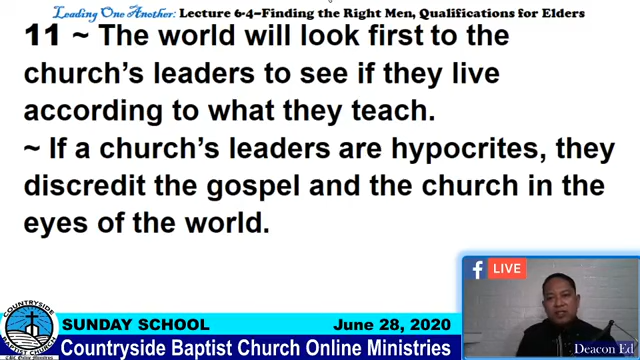 Leading One Another: Lecture 6-4—Finding the Right Men, Qualifications for Elders
11 ~ The world will look first to the
church's leaders to see if they live
according to what they teach.
~ If a church's leaders are hypocrites, they
discredit the gospel and the church in the
eyes of the world.
f LIVE
COUNTRYSIDE
BAPTIST CHURCH
CBC Online Ministries
SUNDAY SCHOOL June 28, 2020
Countryside Baptist Church Online Ministries
Deacon Ed